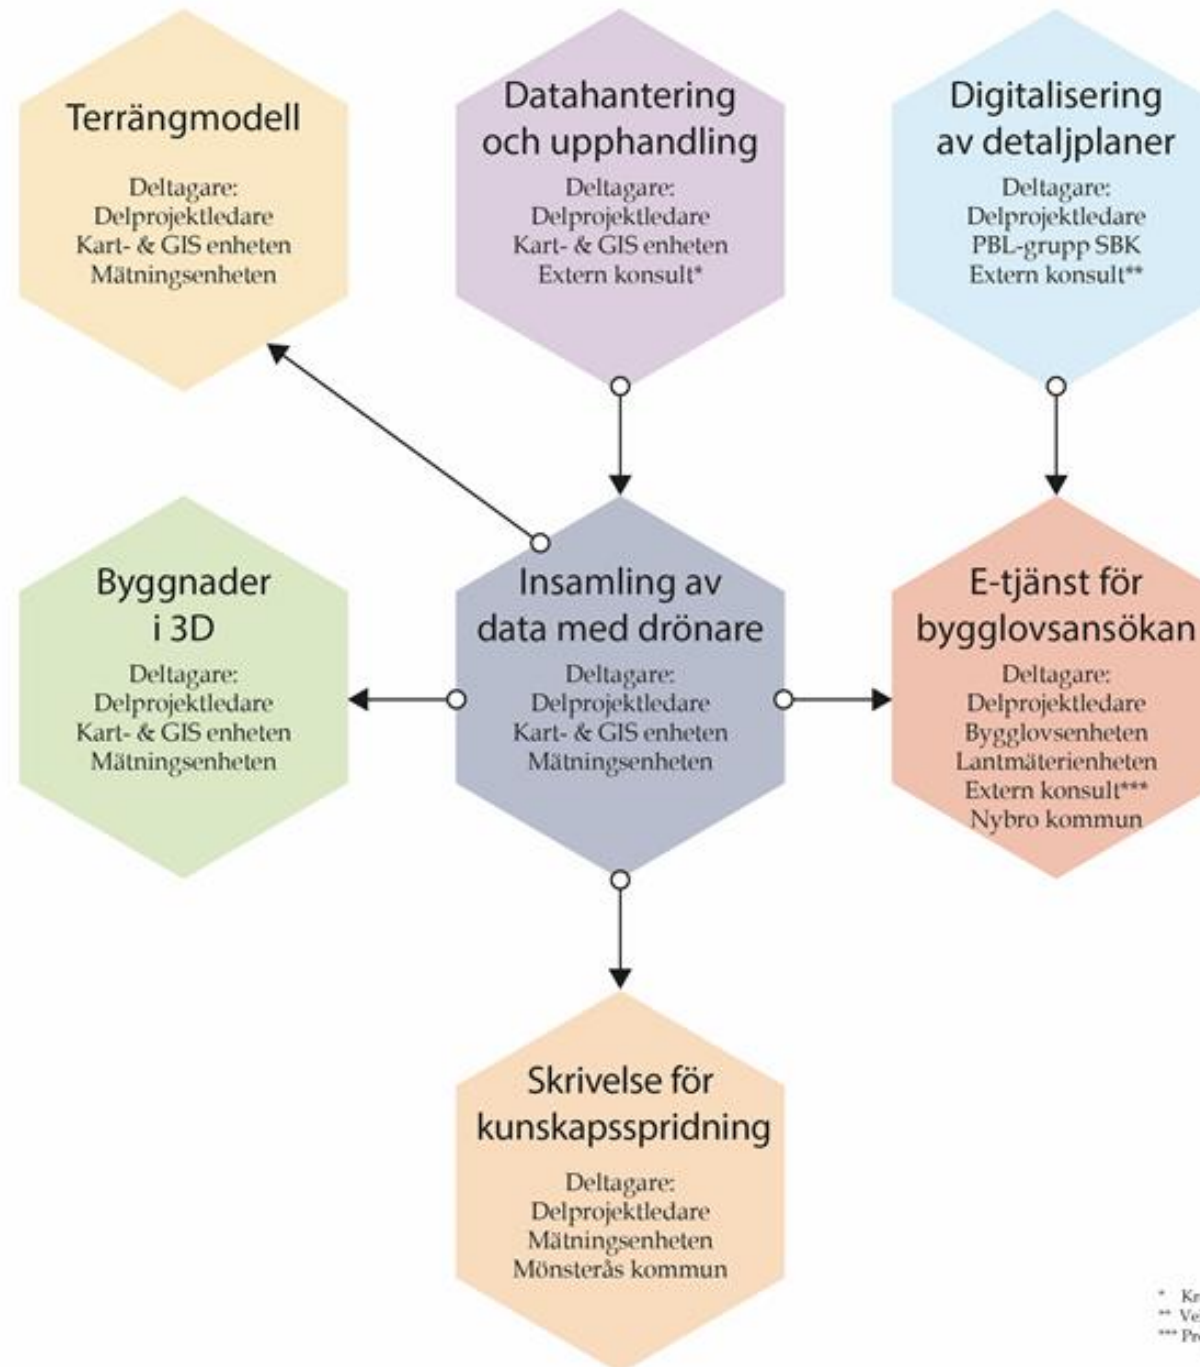 Terrängmodell
Deltagare:
Delprojektledare
Kart- & GIS enheten
Mätningsenheten
Datahantering
och upphandling
Deltagare:
Delprojektledare
Kart- & GIS enheten
Extern konsult*
Digitalisering
av detaljplaner
Deltagare:
Delprojektledare
PBL-grupp SBK
Extern konsult**
Byggnader
i 3D
Deltagare:
Delprojektledare
Kart- & GIS enheten
Mätningsenheten
Insamling av
data med drönare
Deltagare:
Delprojektledare
Kart- & GIS enheten
Mätningsenheten
E-tjänst för
bygglovsansökan
Deltagare:
Delprojektledare
Bygglovsenheten
Lantmäterienheten
Extern konsult***
Nybro kommun
Skrivelse för
kunskapsspridning
Deltagare:
Delprojektledare
Mätningsenheten
Mönsterås kommun
*
**
***